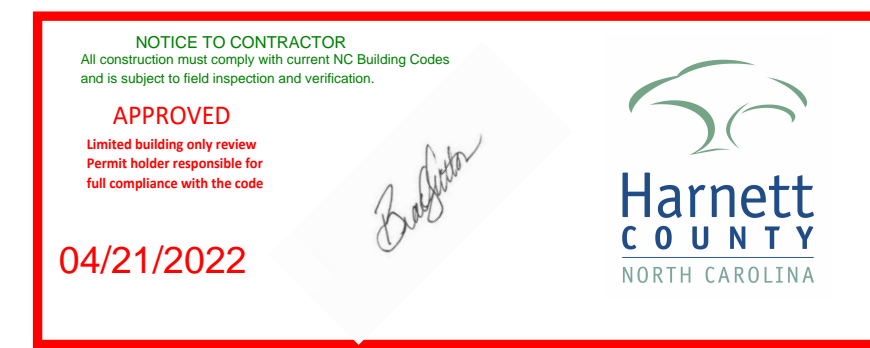 NOTICE TO CONTRACTOR
All construction must comply with current NC Building Codes
and is subject to field inspection and verification.
APPROVED
Limited building only review
Permit holder responsible for
full compliance with the code
04/21/2022
Harnett
COUNTY
NORTH CAROLINA